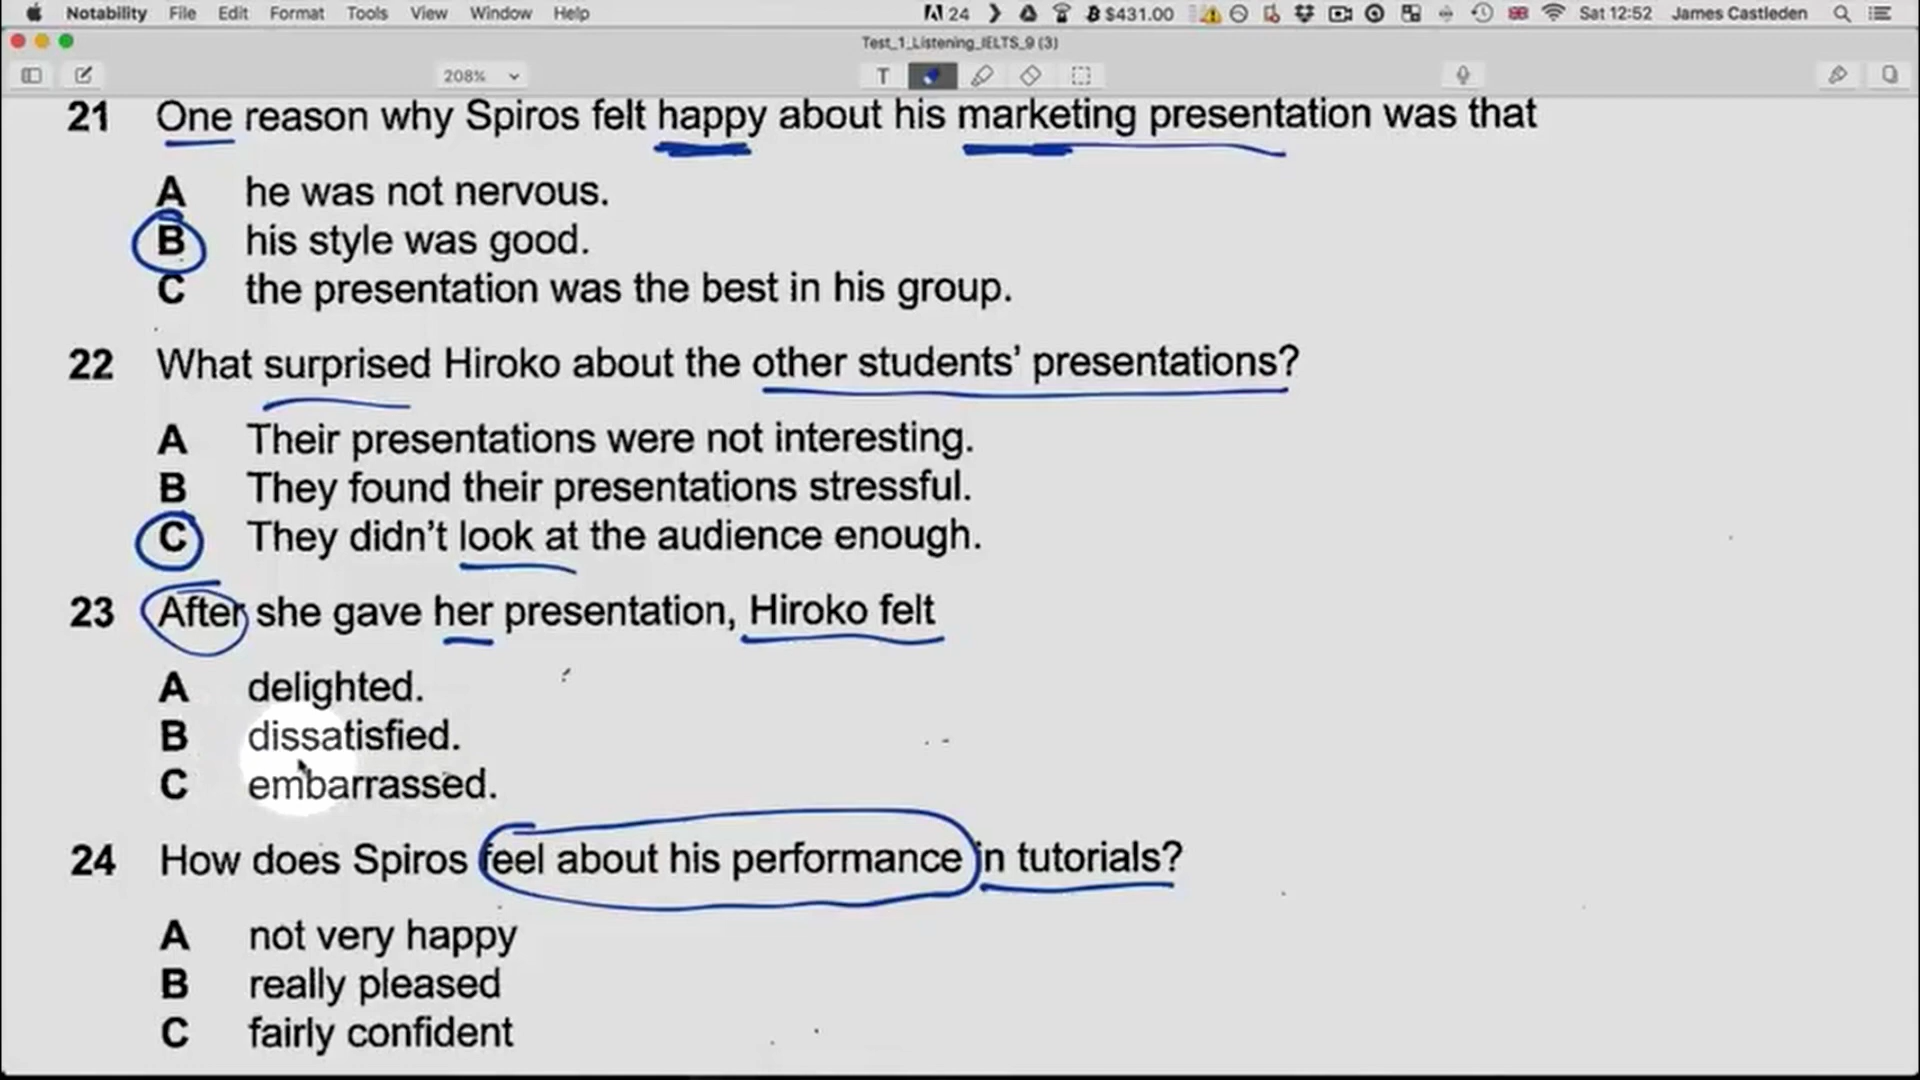 Notability File Edit Format Tools View Window Help 24 $431.00 Sat 12:52 James Castleden
Test_1_Listening_IELTS_9 (3)
208% T
21 One reason why Spiros felt happy about his marketing presentation was that
A he was not nervous.
B his style was good.
C the presentation was the best in his group.
22 What surprised Hiroko about the other students' presentations?
A Their presentations were not interesting.
B They found their presentations stressful.
C They didn't look at the audience enough.
23 After she gave her presentation, Hiroko felt
A delighted.
B dissatisfied.
C embarrassed.
24 How does Spiros feel about his performance in tutorials?
A not very happy
B really pleased
C fairly confident